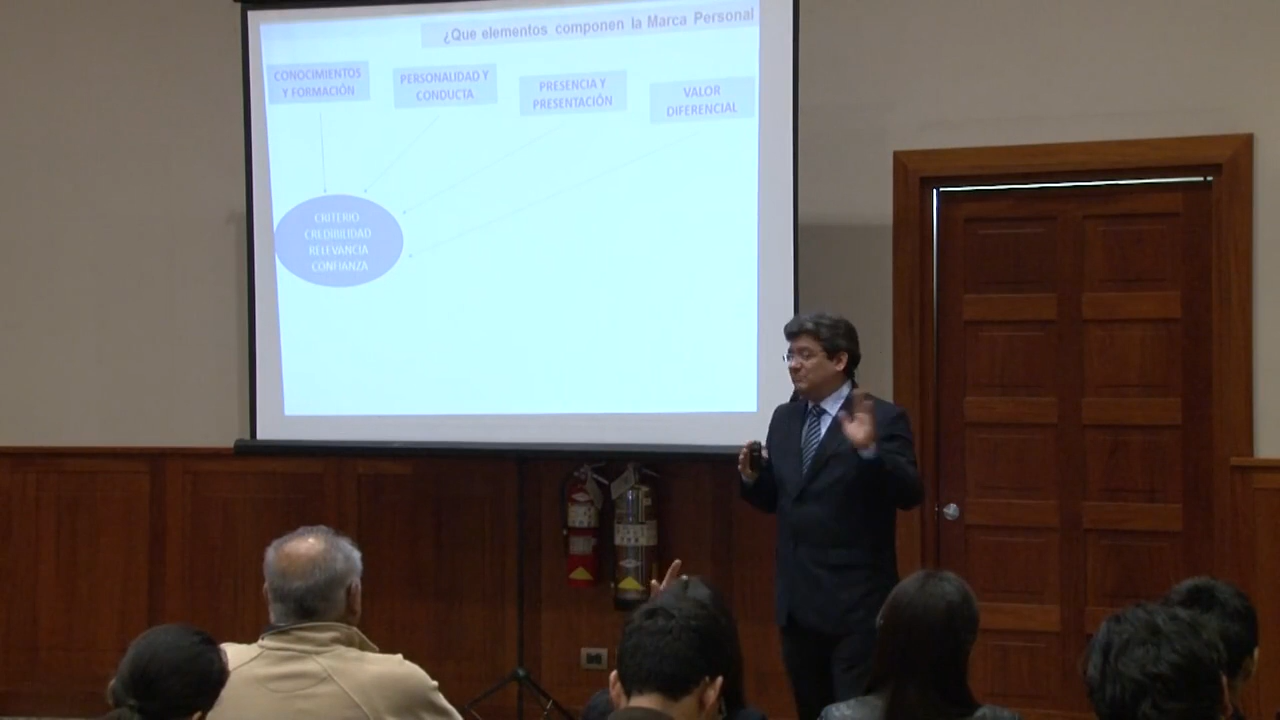 ¿Que elementos componen la Marca Personal
CONOCIMIENTOS
Y FORMACIÓN
PERSONALIDAD Y
CONDUCTA
PRESENCIA Y
PRESENTACIÓN
VALOR
DIFERENCIAL
CRITERIO
CREDIBILIDAD
RELEVANCIA
CONFIANZA